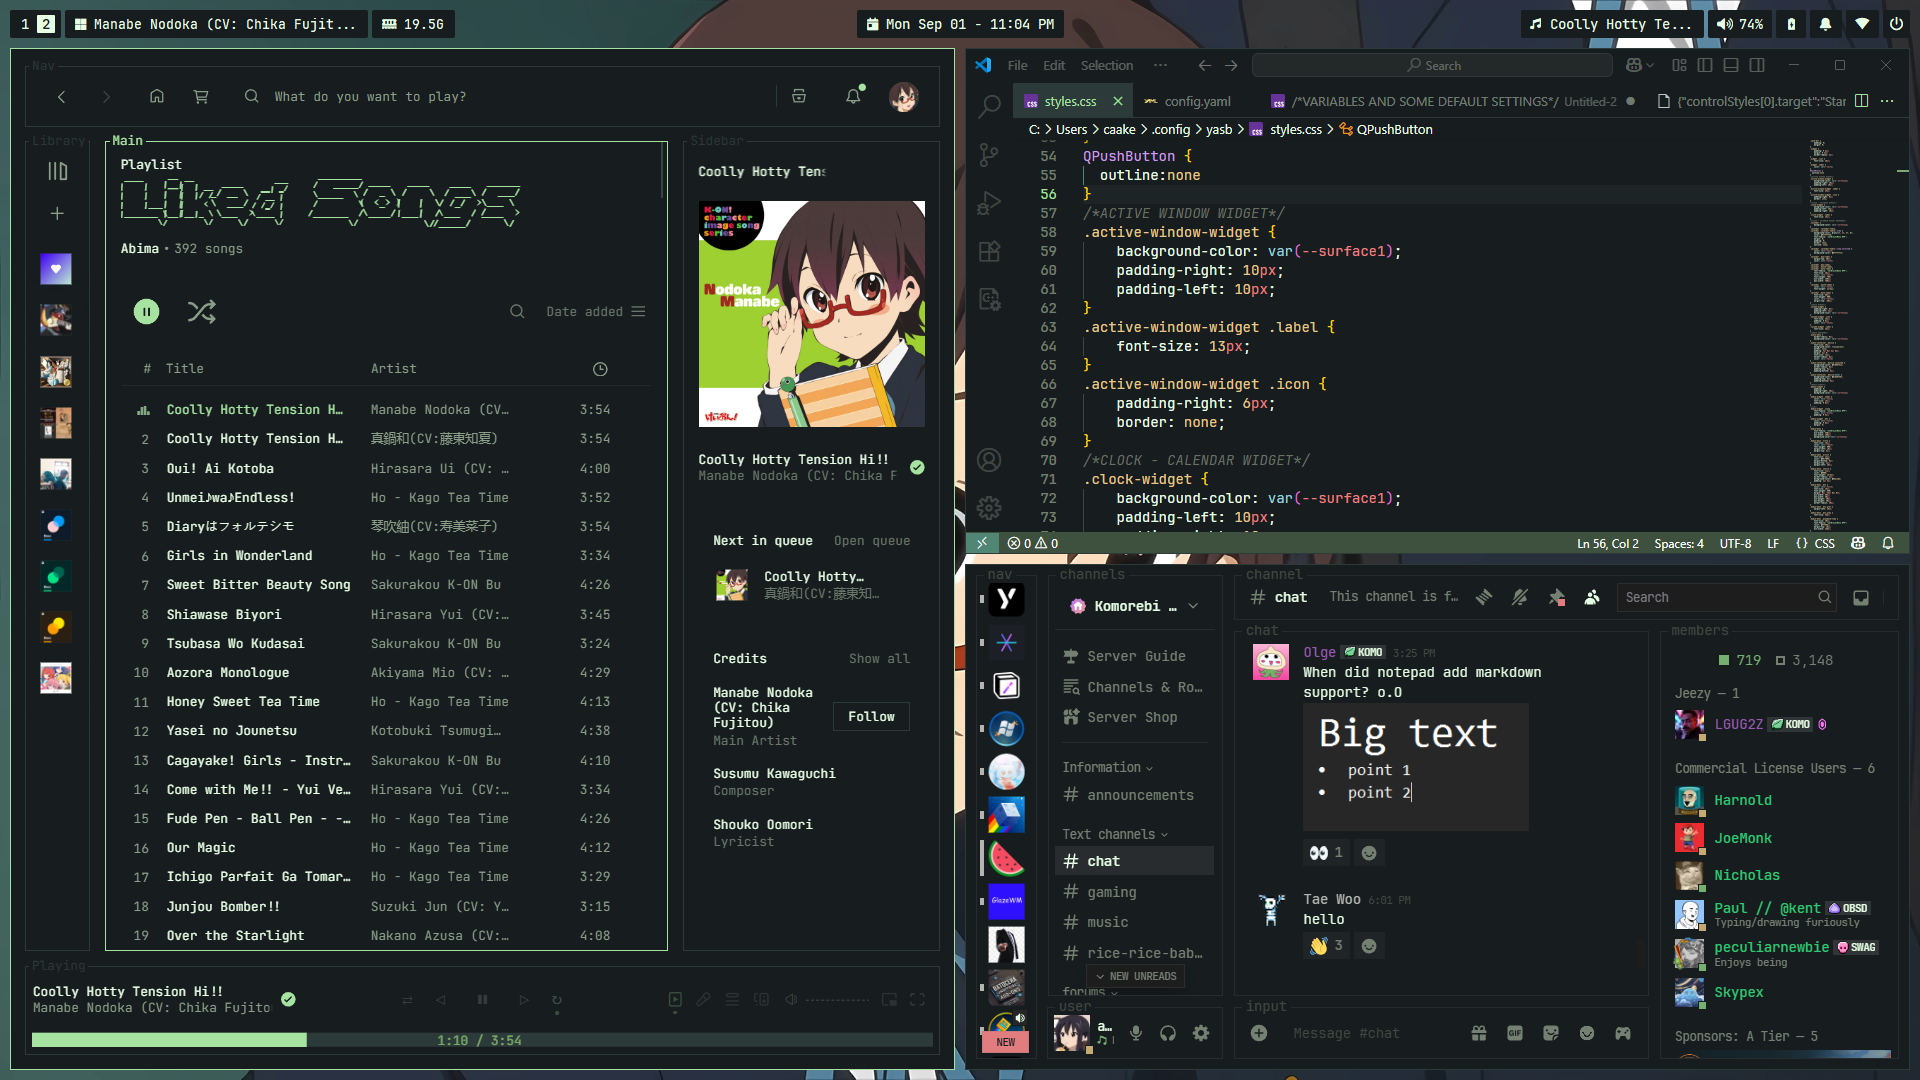 1 2 Manabe Nodoka (CV: Chika Fujit... 19.5G
Mon Sep 01 - 11:04 PM
Coolly Hotty Te... 74%
Nav
What do you want to play?
Library
Main
Playlist
Liked Songs
Abima • 392 songs
Date added
# Title Artist
Coolly Hotty Tension H… Manabe Nodoka (CV… 3:54
2 Coolly Hotty Tension H… 真鍋和(CV:藤東知夏) 3:54
3 Oui! Ai Kotoba Hirasara Ui (CV: … 4:00
4 Unmei♪wa♪Endless! Ho - Kago Tea Time 3:52
5 Diaryはフォルテシモ 琴吹紬(CV:寿美菜子) 3:54
6 Girls in Wonderland Ho - Kago Tea Time 3:34
7 Sweet Bitter Beauty Song Sakurakou K-ON Bu 4:26
8 Shiawase Biyori Hirasara Yui (CV:… 3:45
9 Tsubasa Wo Kudasai Sakurakou K-ON Bu 3:24
10 Aozora Monologue Akiyama Mio (CV: … 4:29
11 Honey Sweet Tea Time Ho - Kago Tea Time 4:13
12 Yasei no Jounetsu Kotobuki Tsumugi… 4:38
13 Cagayake! Girls - Instr… Sakurakou K-ON Bu 4:10
14 Come with Me!! - Yui Ve… Hirasara Yui (CV:… 3:34
15 Fude Pen - Ball Pen - -… Ho - Kago Tea Time 4:26
16 Our Magic Ho - Kago Tea Time 4:12
17 Ichigo Parfait Ga Tomar… Ho - Kago Tea Time 3:29
18 Junjou Bomber!! Suzuki Jun (CV: Y… 3:15
19 Over the Starlight Nakano Azusa (CV:… 4:08
Sidebar
Coolly Hotty Tens
K-ON!
character
image song
series
Nodoka
Manabe
けいおん!
Coolly Hotty Tension Hi!!
Manabe Nodoka (CV: Chika F
Next in queue Open queue
Coolly Hotty…
真鍋和(CV:藤東知…
Credits Show all
Manabe Nodoka
(CV: Chika
Fujitou)
Follow
Main Artist
Susumu Kawaguchi
Composer
Shouko Oomori
Lyricist
Playing
Coolly Hotty Tension Hi!!
Manabe Nodoka (CV: Chika Fujito
1:10 / 3:54
File Edit Selection ··· Search
styles.css config.yaml /*VARIABLES AND SOME DEFAULT SETTINGS*/ Untitled-2 {"controlStyles[0].target":"Star
C: > Users > caake > .config > yasb > styles.css > QPushButton
54 QPushButton {
55 outline:none
56 }
57 /*ACTIVE WINDOW WIDGET*/
58 .active-window-widget {
59 background-color: var(--surface1);
60 padding-right: 10px;
61 padding-left: 10px;
62 }
63 .active-window-widget .label {
64 font-size: 13px;
65 }
66 .active-window-widget .icon {
67 padding-right: 6px;
68 border: none;
69 }
70 /*CLOCK - CALENDAR WIDGET*/
71 .clock-widget {
72 background-color: var(--surface1);
73 padding-left: 10px;
0 0 Ln 56, Col 2 Spaces: 4 UTF-8 LF {} CSS
nav
GlazeWM
NEW
channels
Komorebi …
Server Guide
Channels & Ro…
Server Shop
Information
# announcements
Text channels
# chat
# gaming
# music
# rice-rice-bab…
NEW UNREADS
forums
user
a…
channel
# chat This channel is f… Search
chat
Olge KOMO 3:25 PM
When did notepad add markdown
support? o.O
Big text
• point 1
• point 2
1
Tae Woo 6:01 PM
hello
3
input
Message #chat
GIF
members
719 3,148
Jeezy — 1
LGUG2Z KOMO
Commercial License Users — 6
Harnold
JoeMonk
Nicholas
Paul // @kent OBSD
Typing/drawing furiously
peculiarnewbie SWAG
Enjoys being
Skypex
Sponsors: A Tier — 5